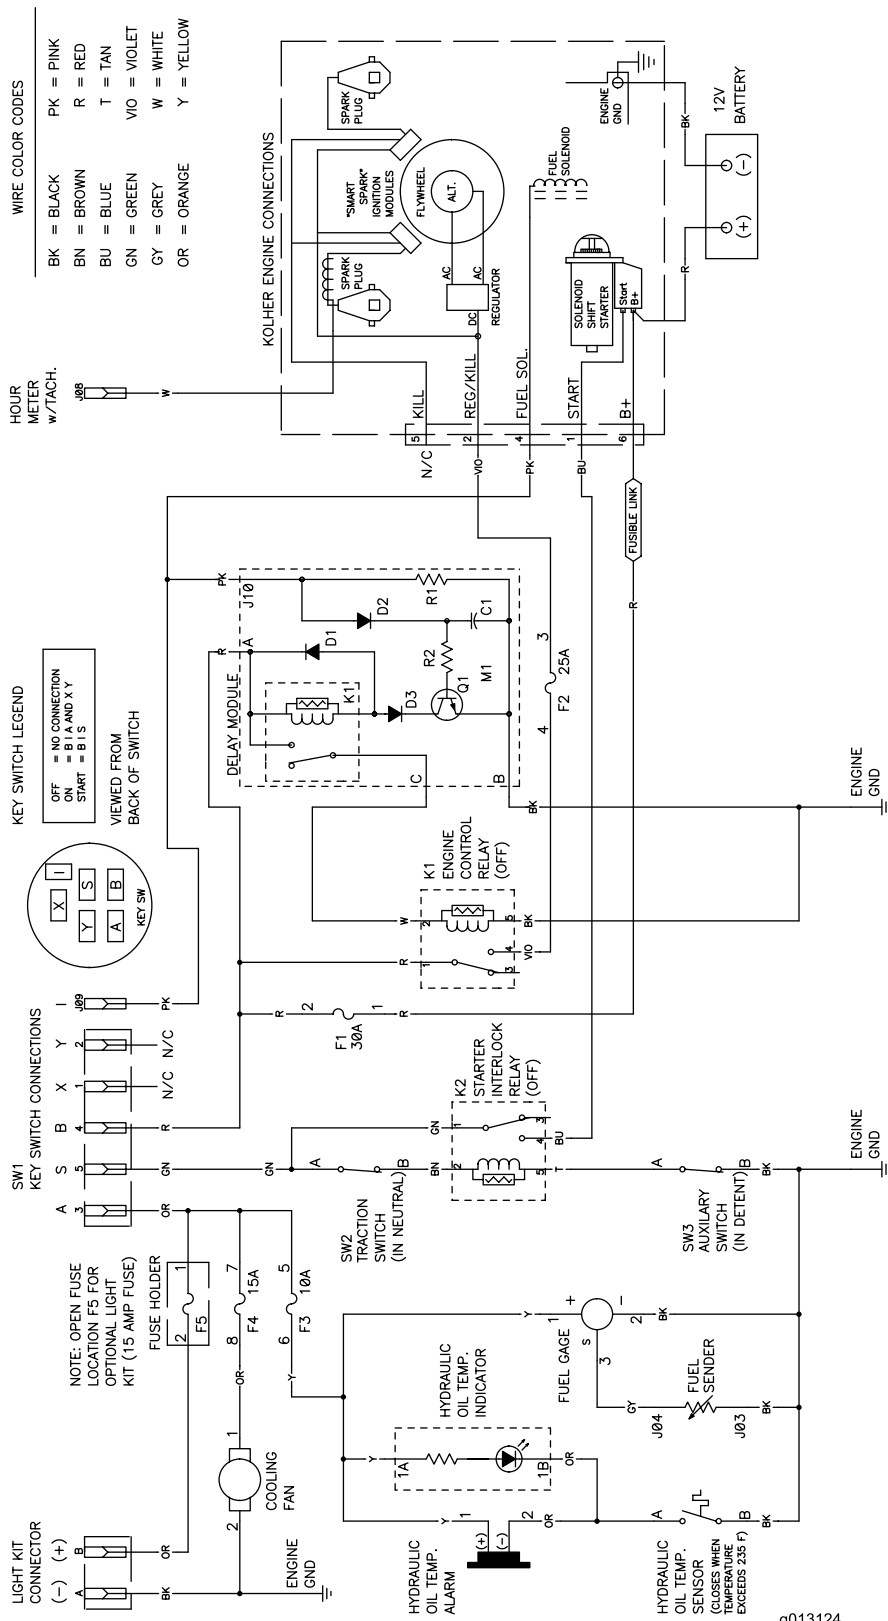 WIRE COLOR CODES
BK = BLACK
PK = PINK
BN = BROWN
R = RED
BU = BLUE
T = TAN
GN = GREEN
VIO = VIOLET
GY = GREY
W = WHITE
OR = ORANGE
Y = YELLOW
HOUR
METER
W/TACH.
J08
W
KOLHER ENGINE CONNECTIONS
SPARK
PLUG
SPARK
PLUG
"SMART
SPARK"
IGNITION
MODULES
FLYWHEEL
ALT.
AC
AC
DC
REGULATOR
FUEL
SOLENOID
ENGINE
GND
SOLENOID
SHIFT
STARTER
Start
B+
BK
R
12V
BATTERY
(+)
(-)
KILL
REG/KILL
FUEL SOL.
START
B+
5
2
4
1
6
N/C
VIO
PK
BU
FUSIBLE LINK
R
KEY SWITCH LEGEND
OFF = NO CONNECTION
ON = B I A AND X Y
START = B I S
VIEWED FROM
BACK OF SWITCH
I
X
S
Y
B
A
KEY SW
DELAY MODULE
J10
PK
R
A
K1
D1
D2
D3
R1
R2
C1
Q1
M1
C
B
BK
3
25A
F2
4
ENGINE
GND
K1
ENGINE
CONTROL
RELAY
(OFF)
W
2
5
BK
R
1
4
3
VIO
R
2
F1
30A
1
R
SW1
KEY SWITCH CONNECTIONS
A
S
B
X
Y
I
3
5
4
1
2
J09
OR
GN
R
N/C
N/C
PK
GN
GN
A
B
SW2
TRACTION
SWITCH
(IN NEUTRAL)
BN
K2
STARTER
INTERLOCK
RELAY
(OFF)
1
2
3
4
5
BU
T
A
B
SW3
AUXILARY
SWITCH
(IN DETENT)
BK
ENGINE
GND
NOTE: OPEN FUSE
LOCATION F5 FOR
OPTIONAL LIGHT
KIT (15 AMP FUSE)
FUSE HOLDER
1
2
F5
7
15A
8
F4
5
10A
6
F3
OR
Y
LIGHT KIT
CONNECTOR
(-) (+)
A
B
BK
OR
1
2
COOLING
FAN
ENGINE
GND
HYDRAULIC
OIL TEMP.
INDICATOR
Y
1A
1B
OR
HYDRAULIC
OIL TEMP.
ALARM
Y
1
2
(+)
(-)
OR
FUEL GAGE
Y
1
+
-
S
2
3
BK
GY
J04
FUEL
SENDER
J03
BK
HYDRAULIC
OIL TEMP.
SENSOR
(CLOSES WHEN
TEMPERATURE
EXCEEDS 235 F)
A
B
BK
g013124